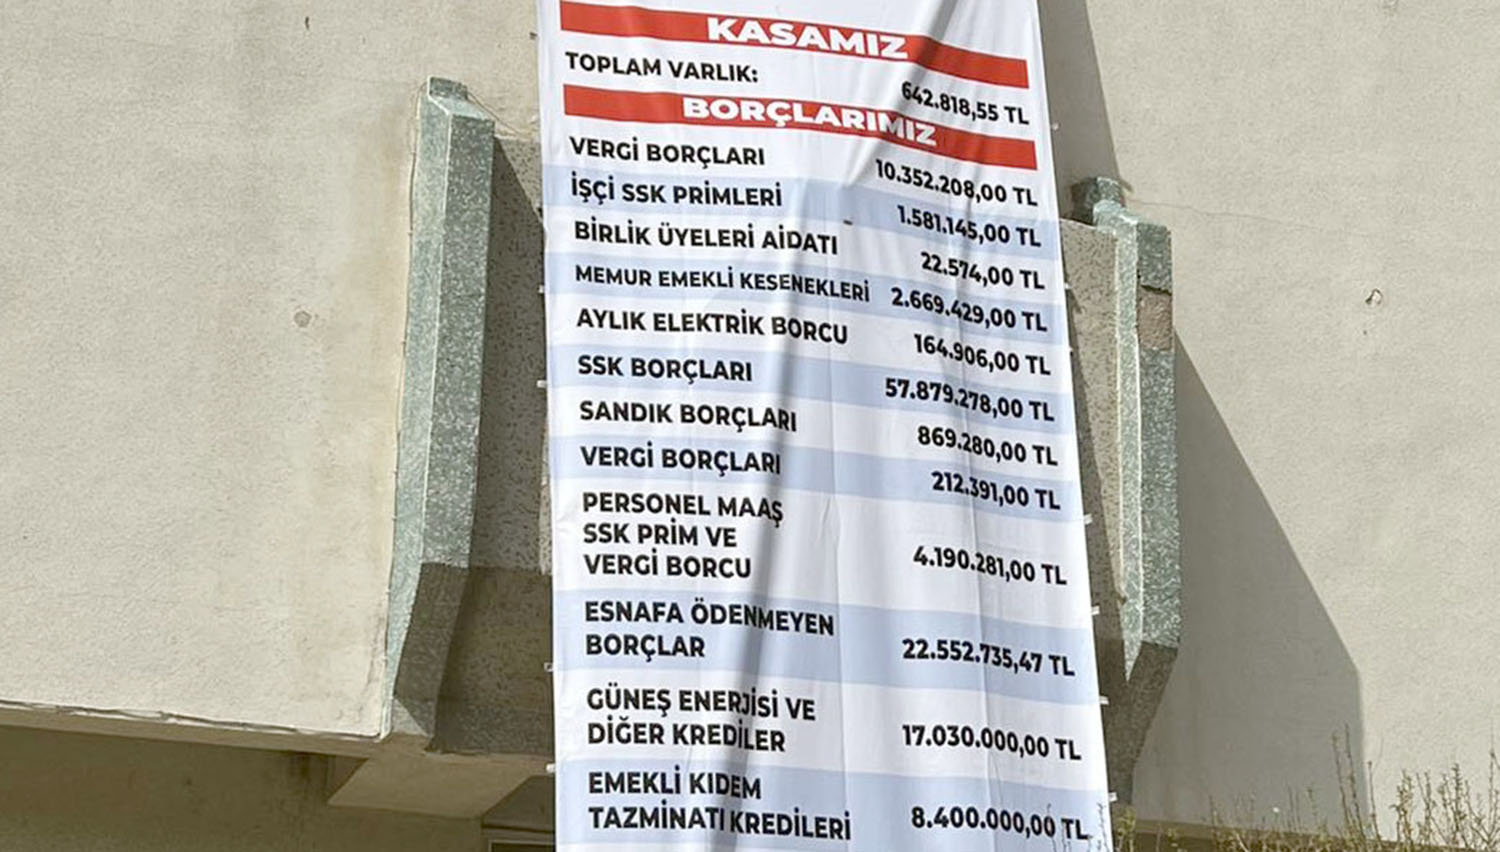 KASAMIZ
TOPLAM VARLIK: 642.818,55 TL
BORÇLARIMIZ
VERGİ BORÇLARI 10.352.208,00 TL
İŞÇİ SSK PRİMLERİ 1.581.145,00 TL
BİRLİK ÜYELERİ AİDATI 22.574,00 TL
MEMUR EMEKLİ KESENEKLERİ 2.669.429,00 TL
AYLIK ELEKTRİK BORCU 164.906,00 TL
SSK BORÇLARI 57.879.278,00 TL
SANDIK BORÇLARI 869.280,00 TL
VERGİ BORÇLARI 212.391,00 TL
PERSONEL MAAŞ
SSK PRİM VE
VERGİ BORCU 4.190.281,00 TL
ESNAFA ÖDENMEYEN
BORÇLAR 22.552.735,47 TL
GÜNEŞ ENERJİSİ VE
DİĞER KREDİLER 17.030.000,00 TL
EMEKLİ KIDEM
TAZMİNATI KREDİLERİ 8.400.000,00 TL